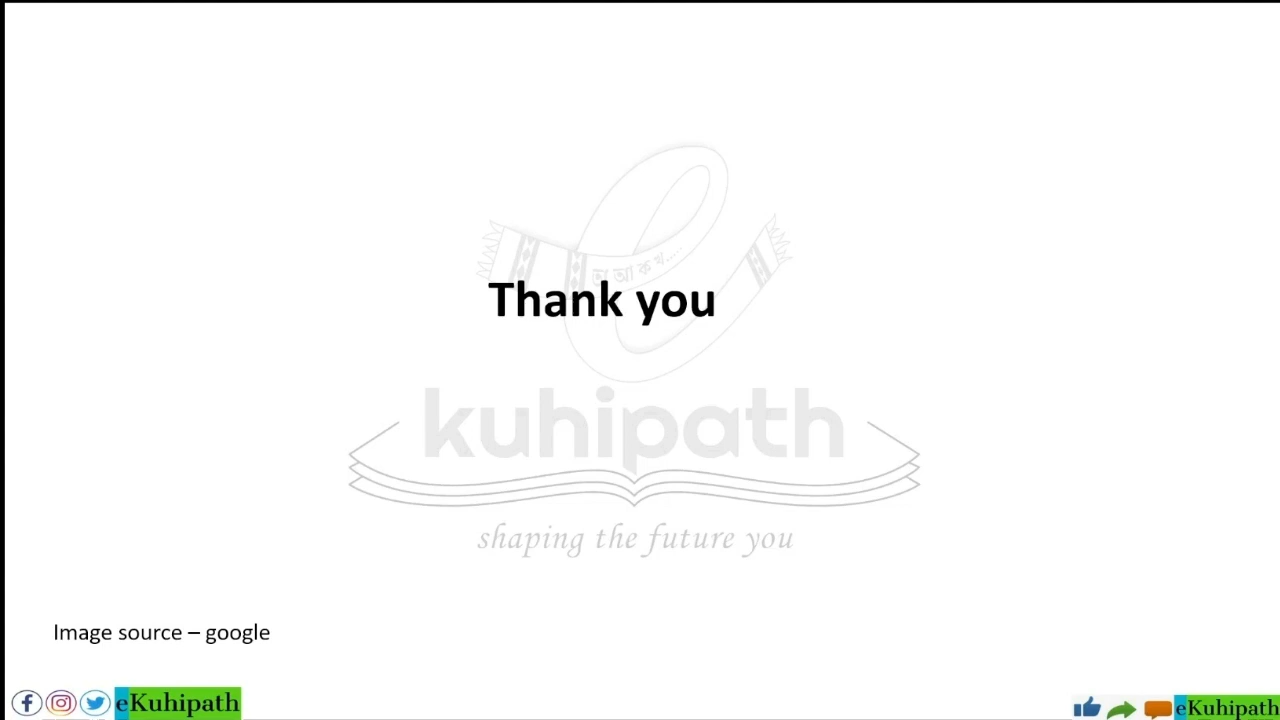 অ আ ক খ.....
Thank you
kuhipath
shaping the future you
Image source – google
eKuhipath
eKuhipath